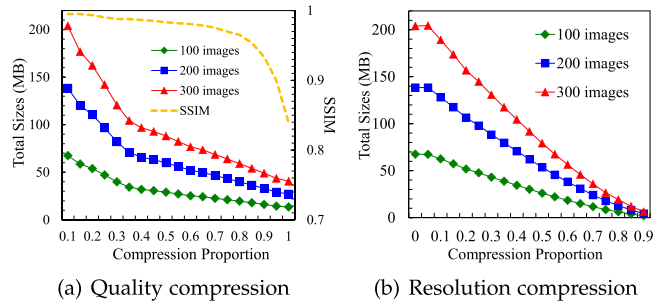 200
150
100
50
0
Total Sizes (MB)
1
0.9
0.8
0.7
SSIM
100 images
200 images
300 images
SSIM
0.1 0.2 0.3 0.4 0.5 0.6 0.7 0.8 0.9 1
Compression Proportion
(a) Quality compression
200
150
100
50
0
Total Sizes (MB)
100 images
200 images
300 images
0 0.1 0.2 0.3 0.4 0.5 0.6 0.7 0.8 0.9
Compression Proportion
(b) Resolution compression